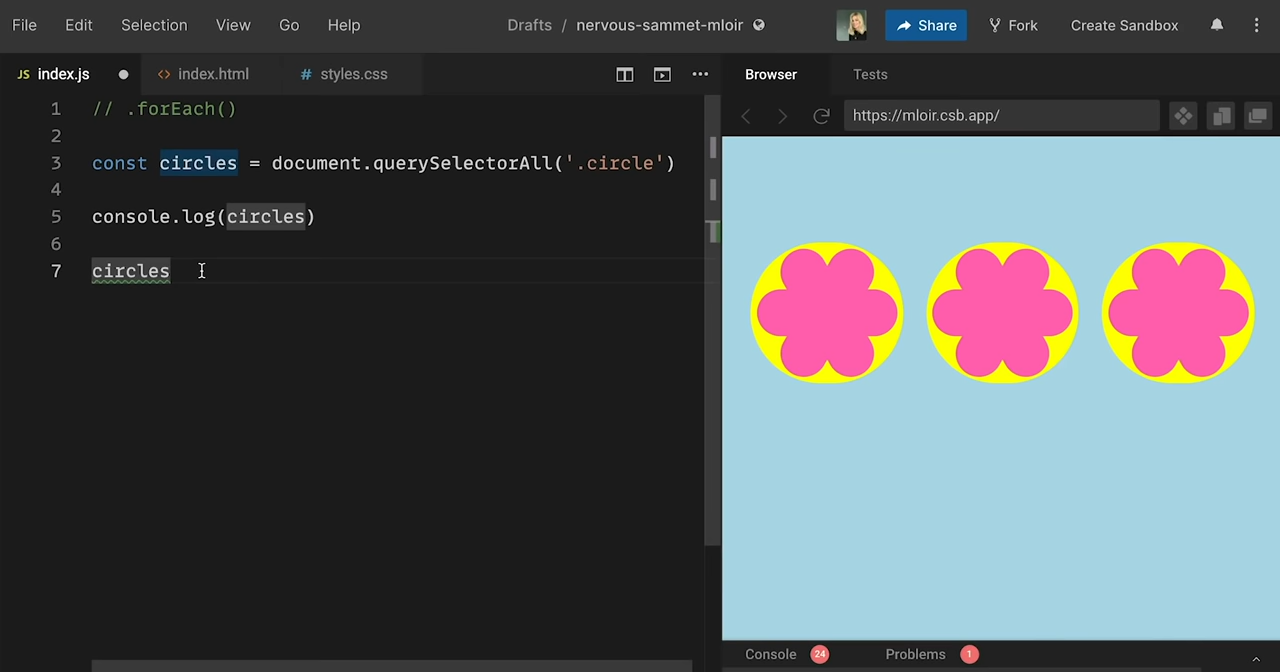 File Edit Selection View Go Help Drafts / nervous-sammet-mloir Share Fork Create Sandbox
JS index.js <> index.html # styles.css Browser Tests
https://mloir.csb.app/
1 // .forEach()
2
3 const circles = document.querySelectorAll('.circle')
4
5 console.log(circles)
6
7 circles
Console 24 Problems 1